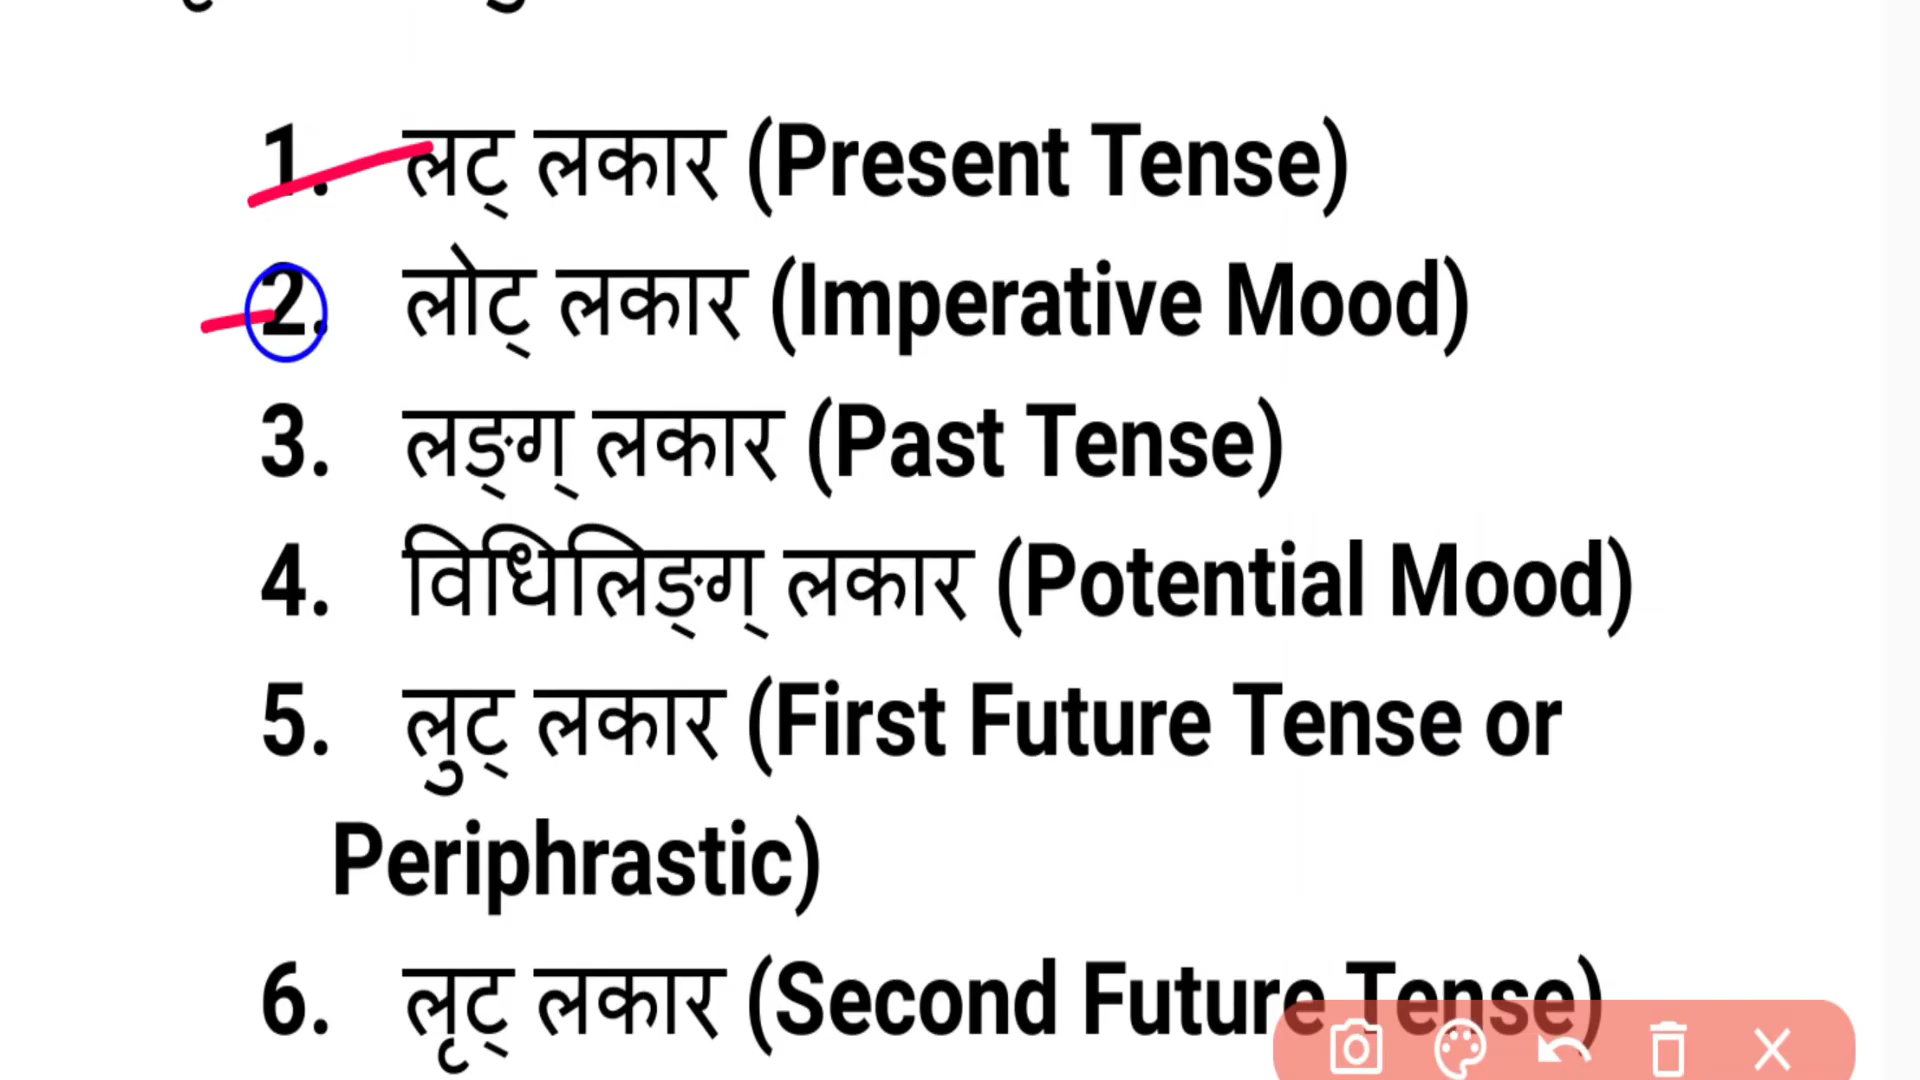 1. लट् लकार (Present Tense)
2. लोट् लकार (Imperative Mood)
3. लङ्ग् लकार (Past Tense)
4. विधिलिङ्ग् लकार (Potential Mood)
5. लुट् लकार (First Future Tense or
Periphrastic)
6. लृट् लकार (Second Future Tense)